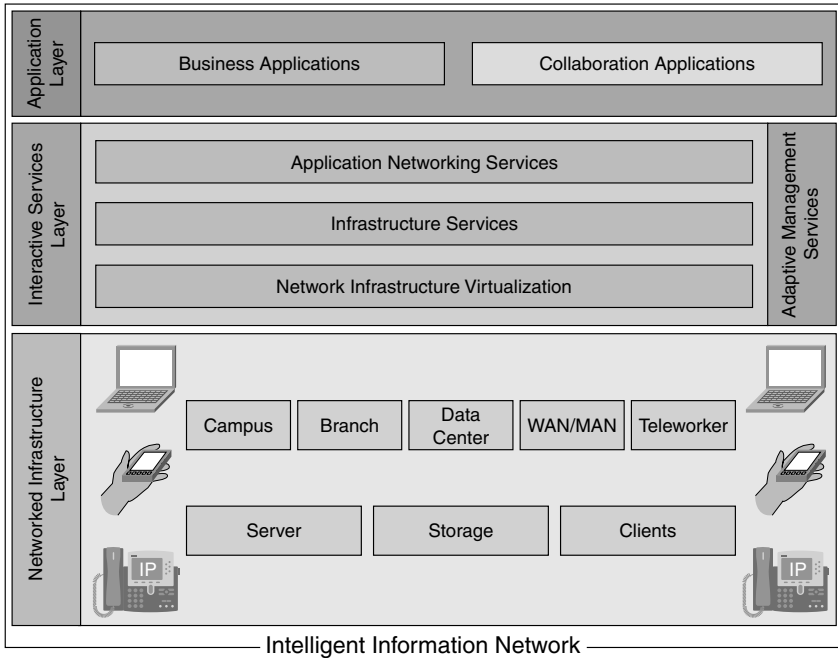 Application
Layer
Business Applications
Collaboration Applications
Interactive Services
Layer
Application Networking Services
Infrastructure Services
Network Infrastructure Virtualization
Adaptive Management
Services
Networked Infrastructure
Layer
Campus
Branch
Data
Center
WAN/MAN
Teleworker
Server
Storage
Clients
IP
IP
Intelligent Information Network